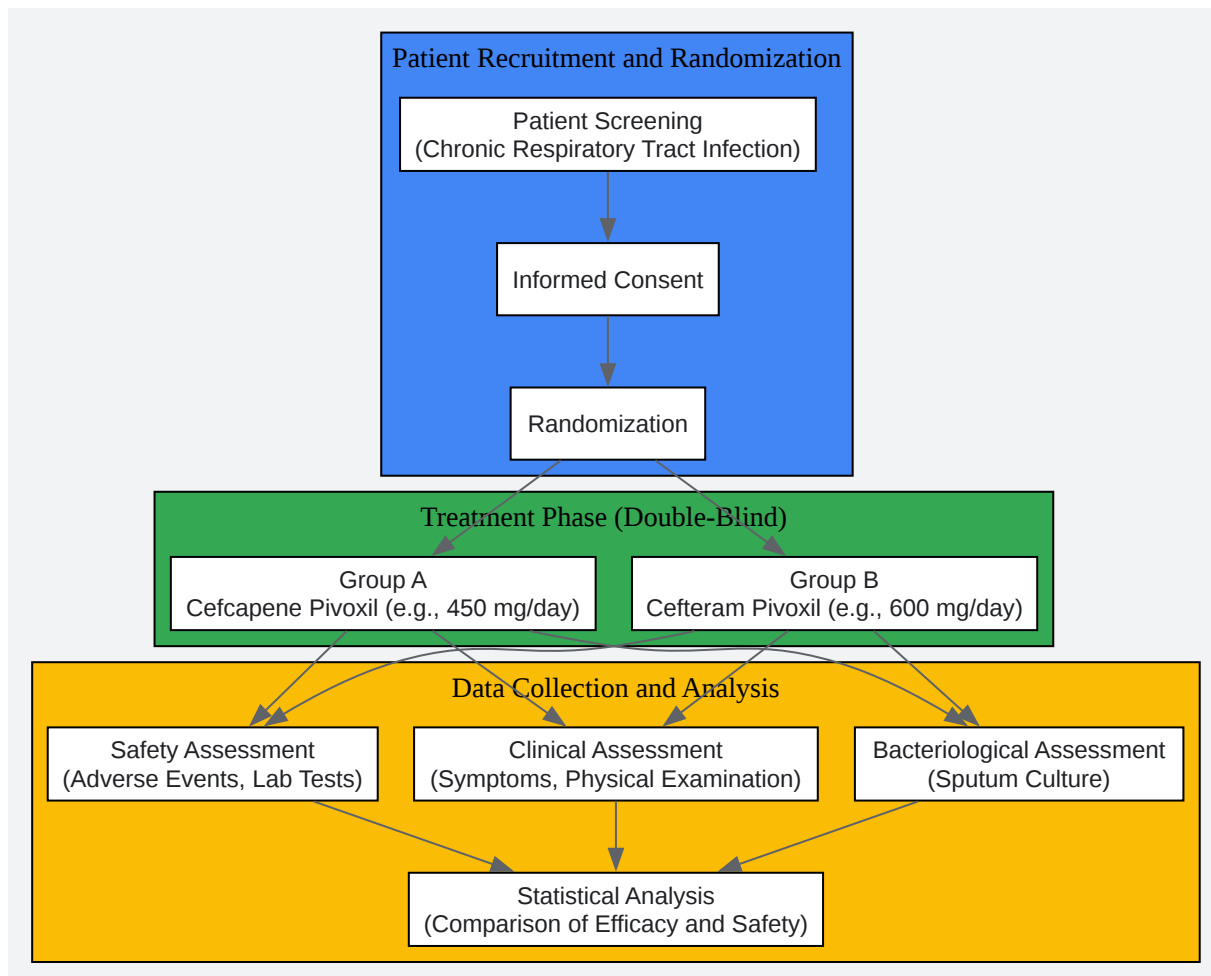 Patient Recruitment and Randomization
Patient Screening
(Chronic Respiratory Tract Infection)
Informed Consent
Randomization
Treatment Phase (Double-Blind)
Group A
Cefcapene Pivoxil (e.g., 450 mg/day)
Group B
Cefteram Pivoxil (e.g., 600 mg/day)
Data Collection and Analysis
Safety Assessment
(Adverse Events, Lab Tests)
Clinical Assessment
(Symptoms, Physical Examination)
Bacteriological Assessment
(Sputum Culture)
Statistical Analysis
(Comparison of Efficacy and Safety)